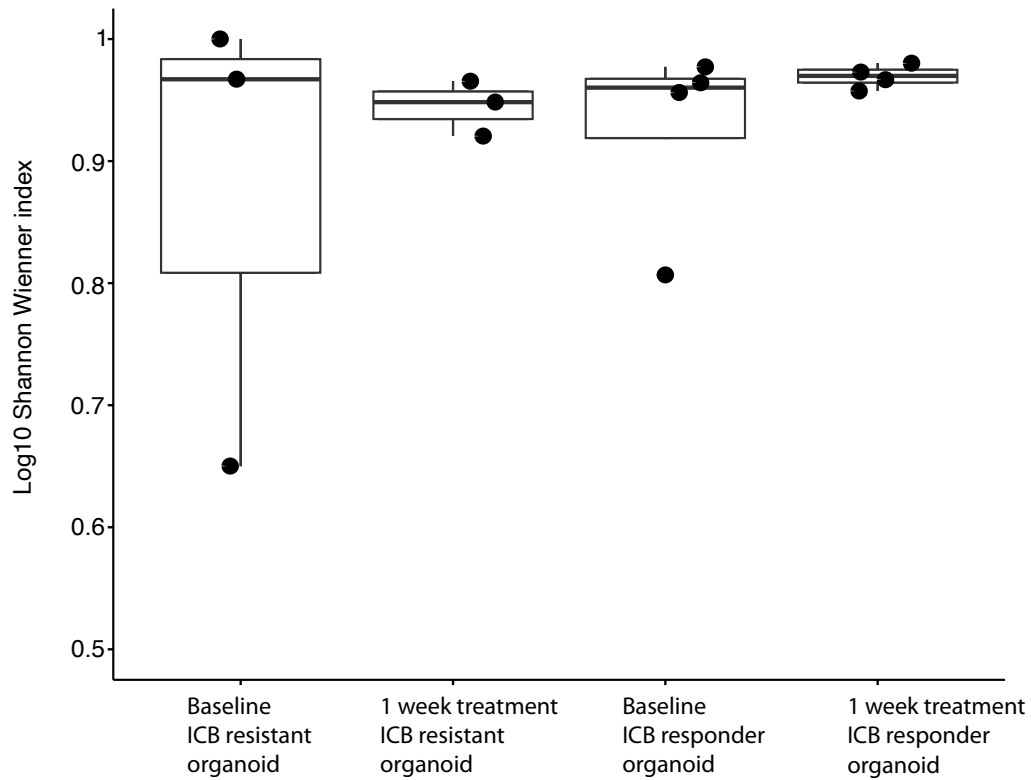 Log10 Shannon Wienner index
1
0.9
0.8
0.7
0.6
0.5
Baseline
ICB resistant
organoid
1 week treatment
ICB resistant
organoid
Baseline
ICB responder
organoid
1 week treatment
ICB responder
organoid